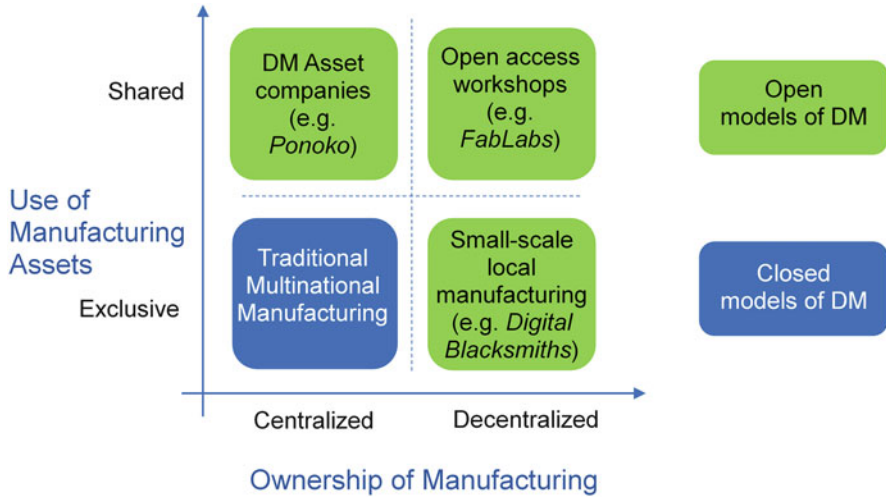 Shared
DM Asset
companies
(e.g.
Ponoko)
Open access
workshops
(e.g.
FabLabs)
Open
models of DM
Use of
Manufacturing
Assets
Exclusive
Traditional
Multinational
Manufacturing
Small-scale
local
manufacturing
(e.g. Digital
Blacksmiths)
Closed
models of DM
Centralized
Decentralized
Ownership of Manufacturing